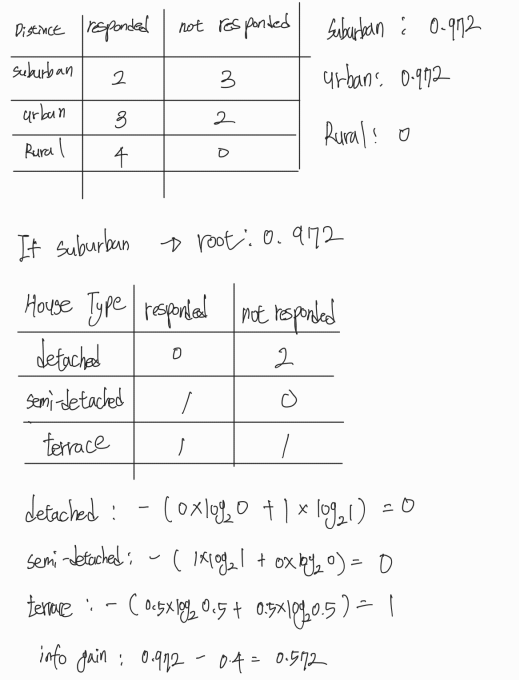 Distinct responded not responded
suburban 2 3
urban 3 2
Rural 4 0
Suburban : 0.972
Urban: 0.972
Rural: 0
If suburban → root: 0.972
House Type responded not responded
detached 0 2
semi-detached 1 0
terrace 1 1
detached : - (0×log₂0 + 1×log₂1) = 0
semi-detached: - (1×log₂1 + 0×log₂0) = 0
terrace : - (0.5×log₂0.5 + 0.5×log₂0.5) = 1
info gain : 0.972 - 0.4 = 0.572